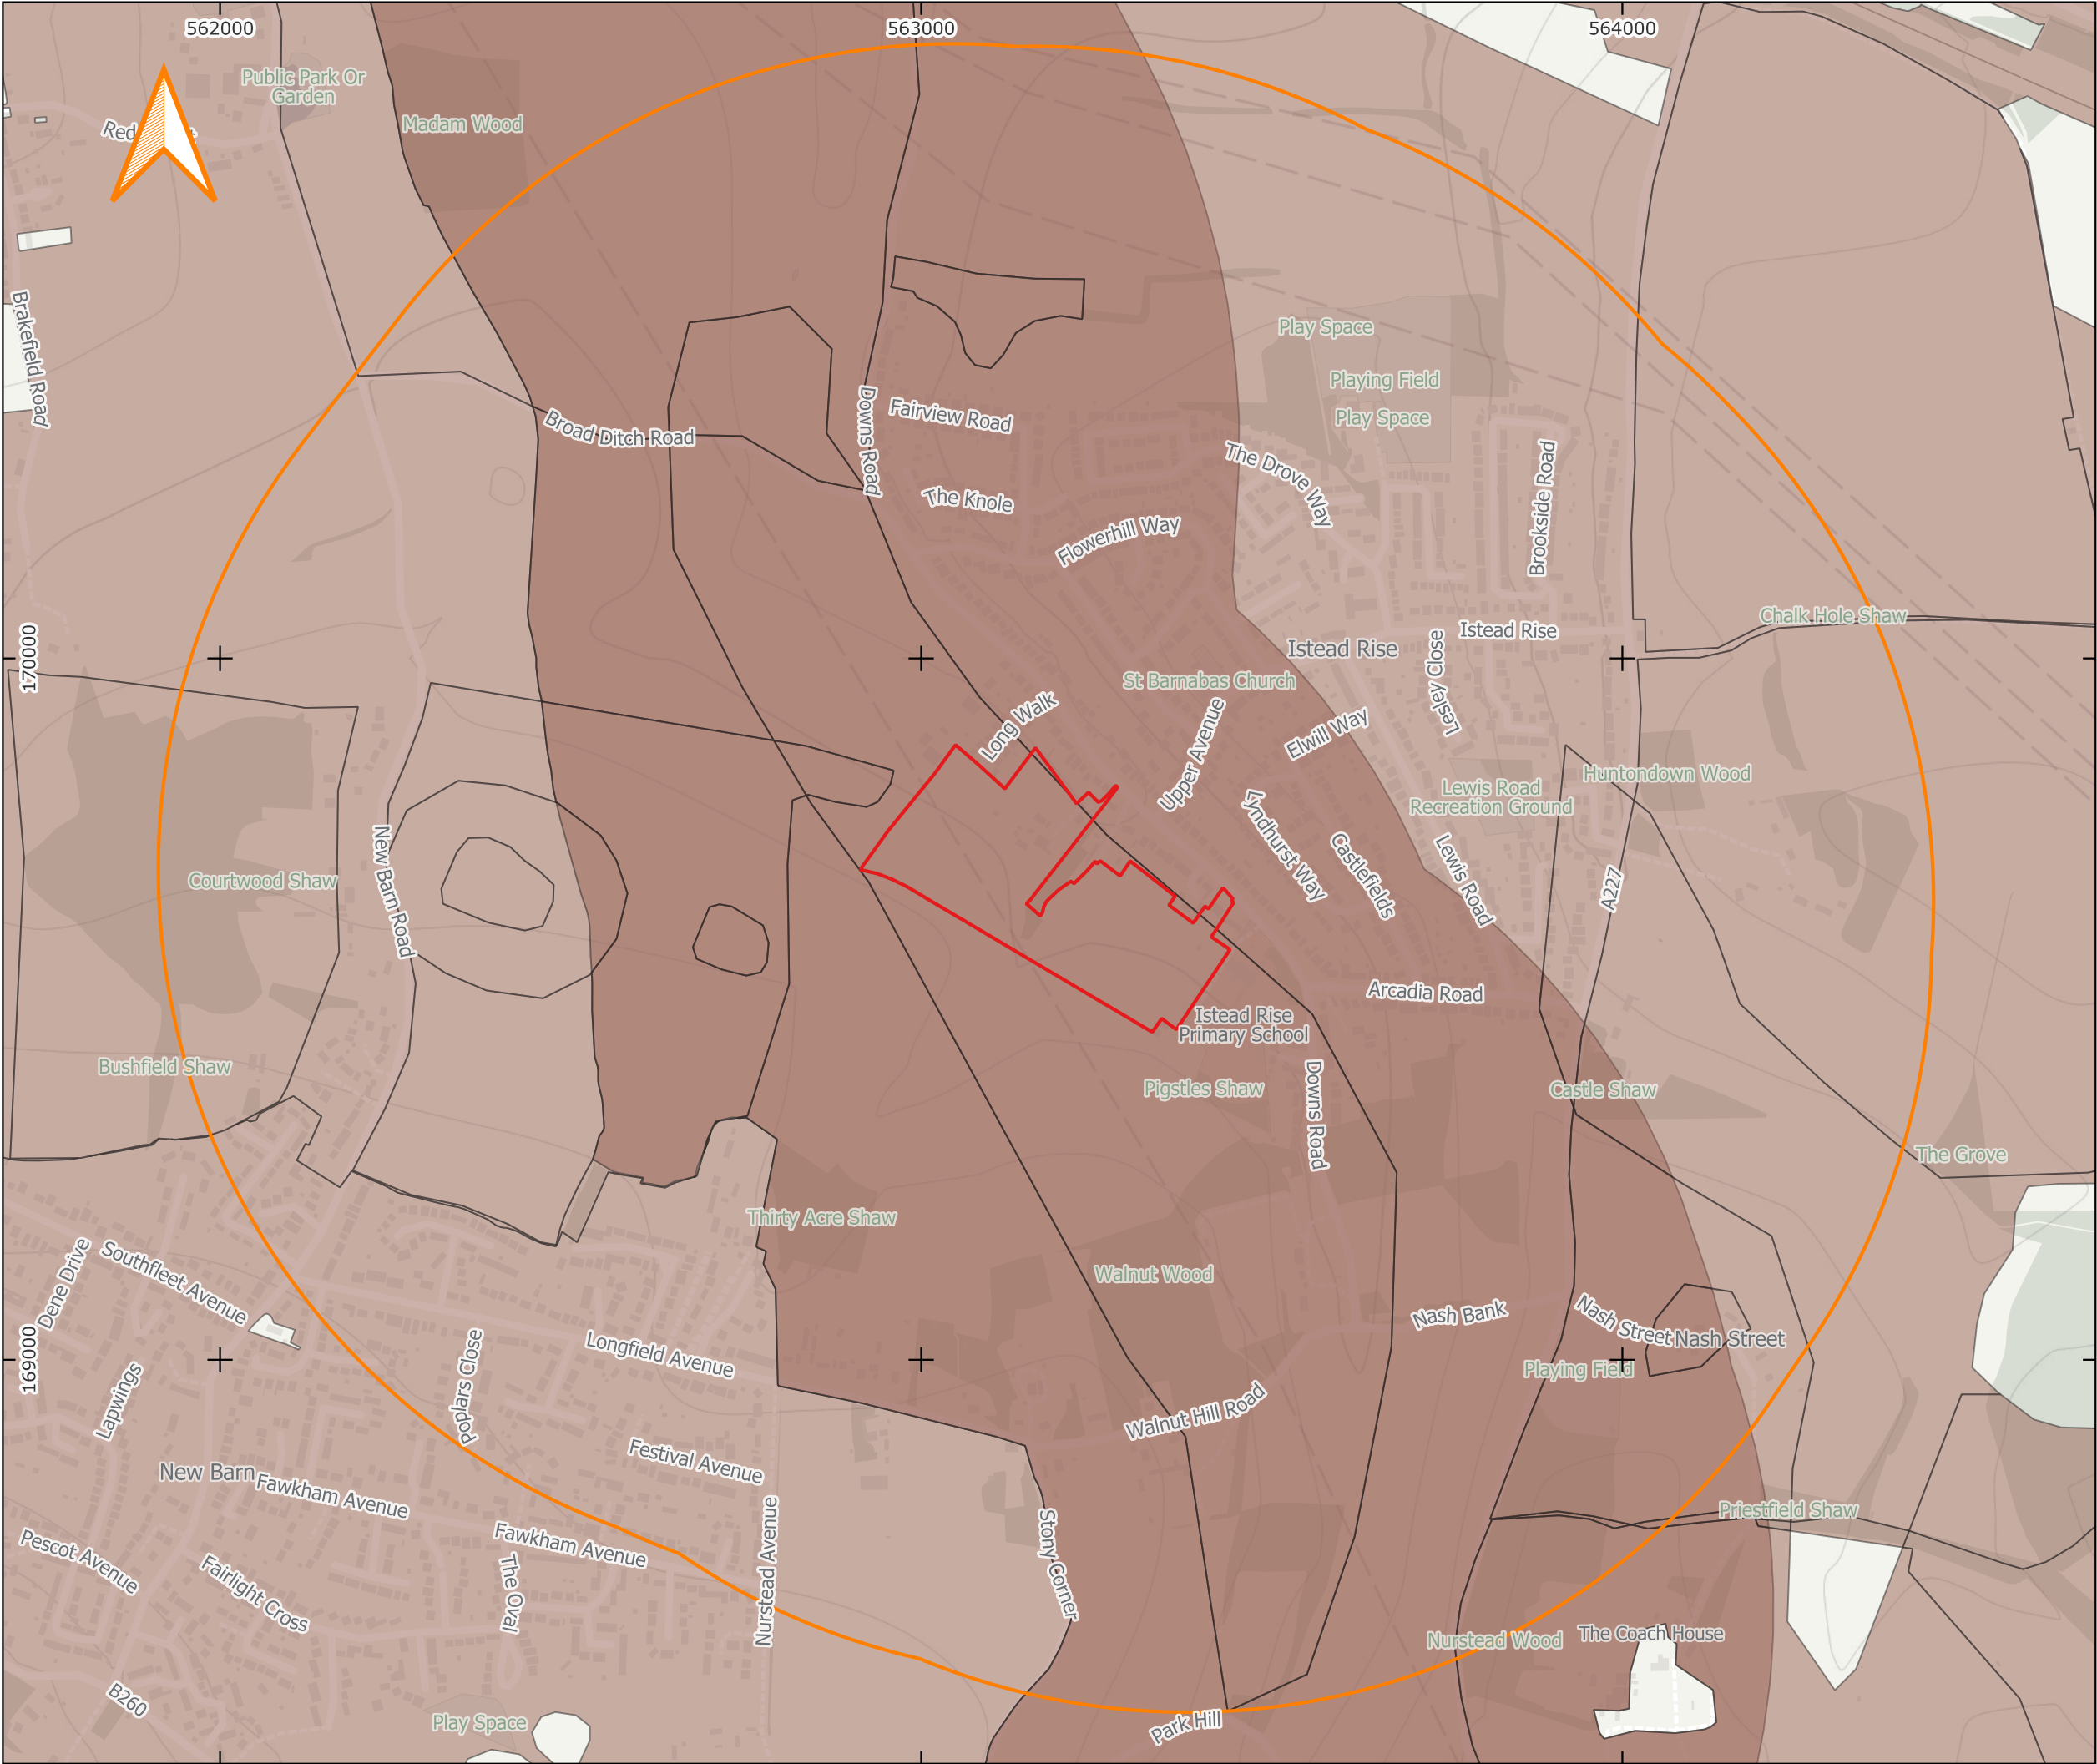 562000
563000
564000
Public Park Or
Garden
Madam Wood
Brakefield Road
Play Space
Playing Field
Play Space
Downs Road
Fairview Road
Broad Ditch Road
The Drove Way
Brookside Road
The Knole
Flowerhill Way
170000
Chalk Hole Shaw
Istead Rise
Istead Rise
Lesley Close
St Barnabas Church
Long Walk
Upper Avenue
Elwill Way
Huntondown Wood
Lewis Road
Recreation Ground
Lyndhurst Way
Castlefields
Lewis Road
A227
New Barn Road
Courtwood Shaw
Arcadia Road
Istead Rise
Primary School
Bushfield Shaw
Pigstles Shaw
Downs Road
Castle Shaw
The Grove
Thirty Acre Shaw
Southfleet Avenue
Dene Drive
Walnut Wood
Nash Bank
Nash Street
Nash Street
169000
Longfield Avenue
Poplars Close
Lapwings
Playing Field
Walnut Hill Road
New Barn
Fawkham Avenue
Festival Avenue
Priestfield Shaw
Fawkham Avenue
Pescot Avenue
Fairlight Cross
The Oval
Nurstead Avenue
Stony Corner
Nurstead Wood
The Coach House
B260
Play Space
Park Hill